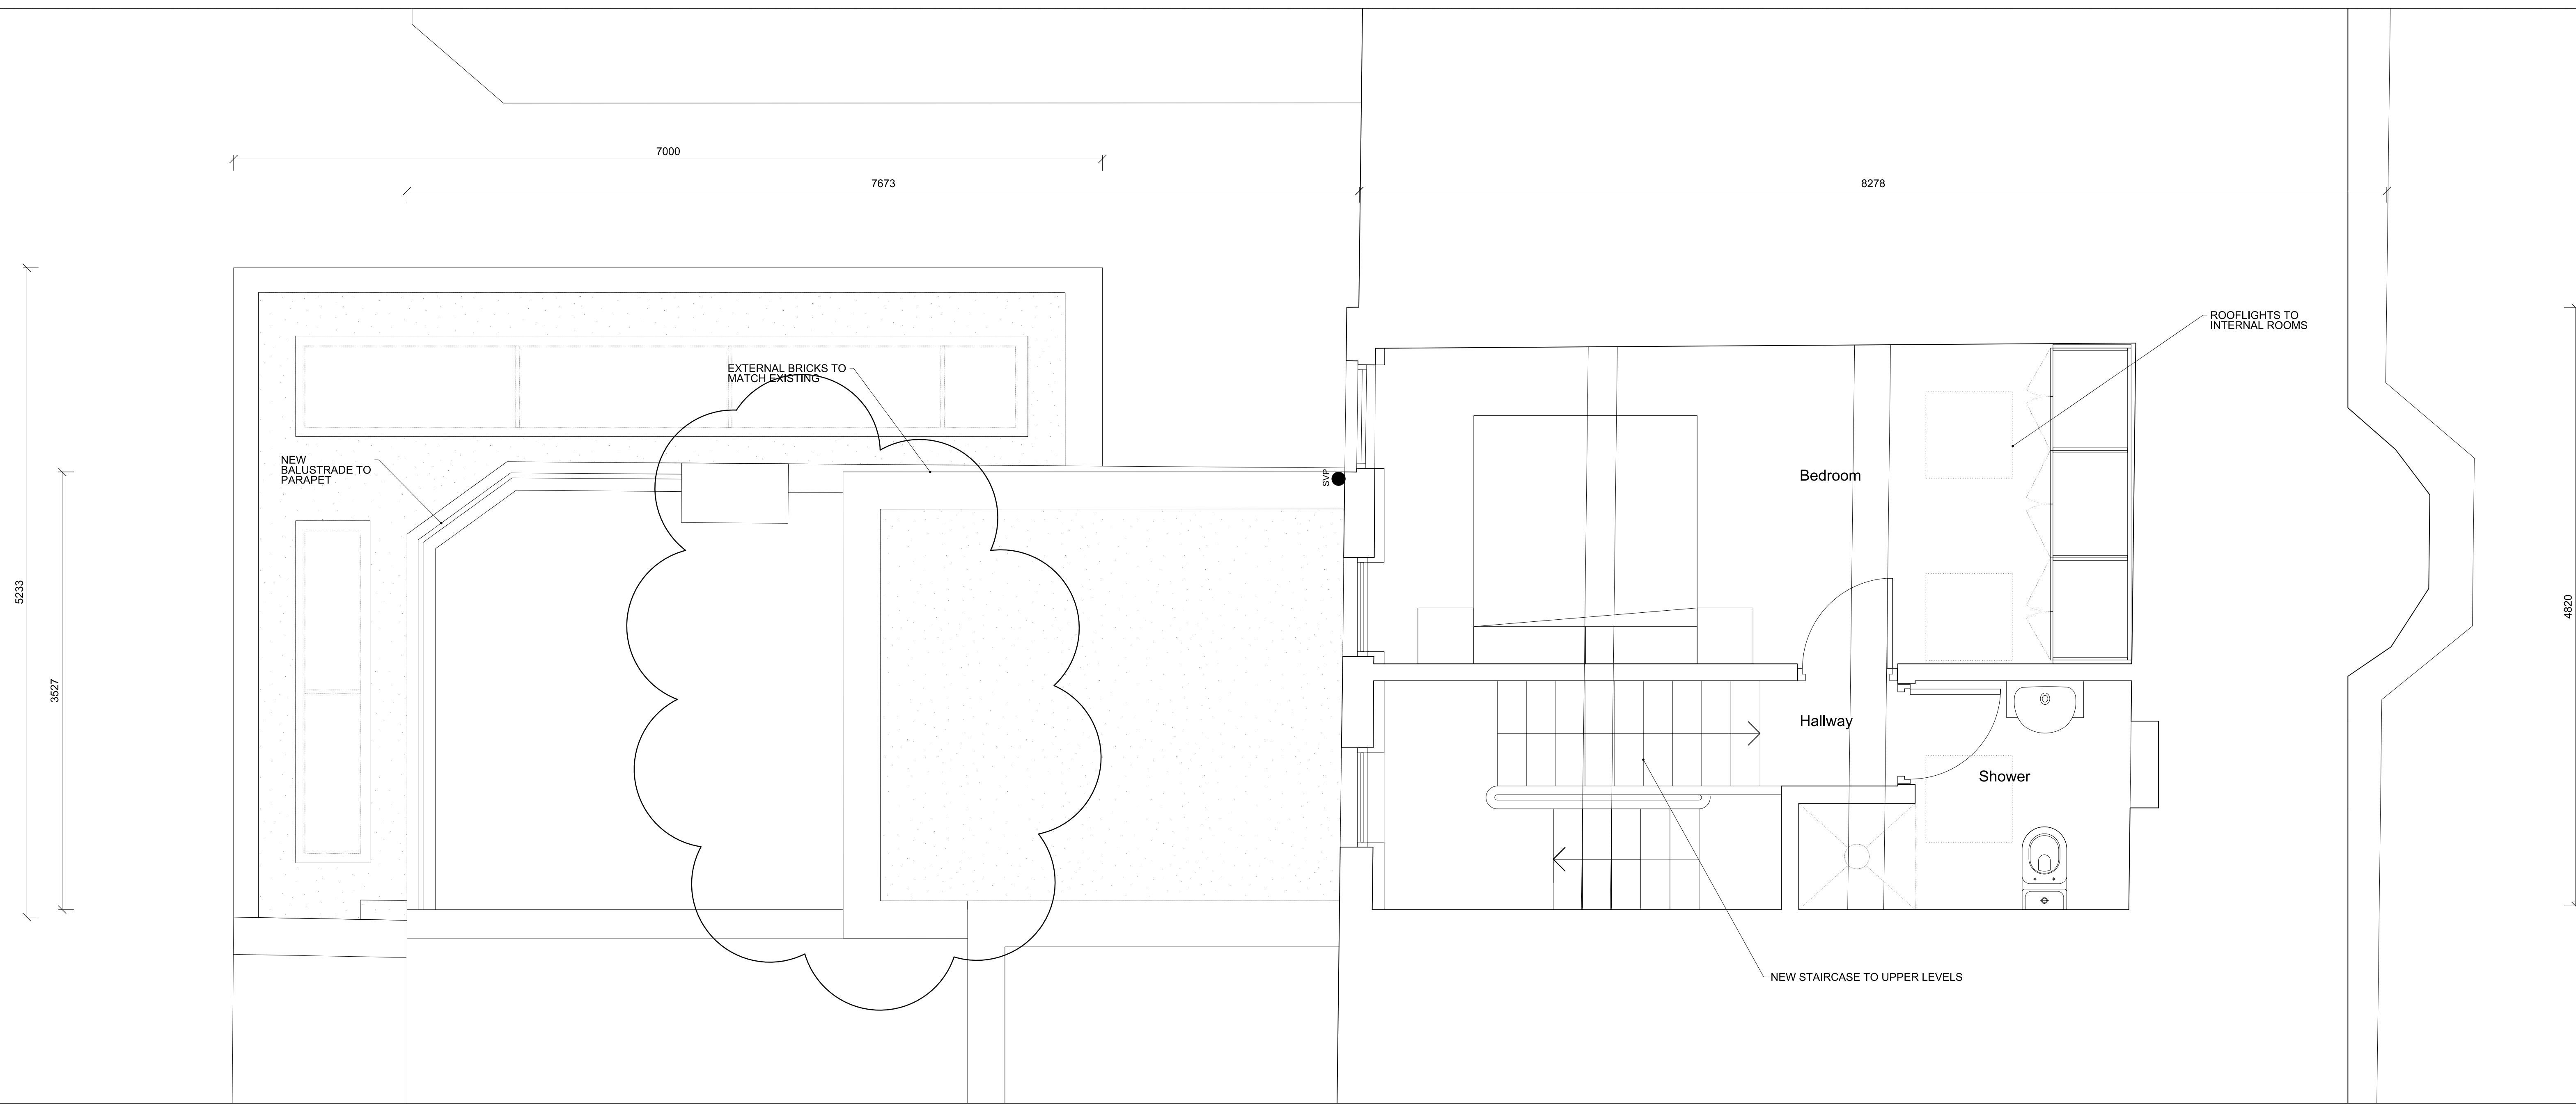 7000
7673
8278
ROOFLIGHTS TO
INTERNAL ROOMS
EXTERNAL BRICKS TO
MATCH EXISTING
NEW
BALUSTRADE TO
PARAPET
SVP
Bedroom
5233
3527
4820
Hallway
Shower
NEW STAIRCASE TO UPPER LEVELS